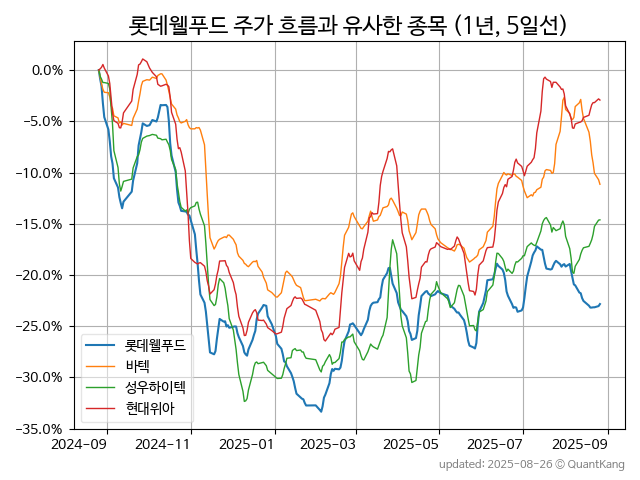 롯데웰푸드 주가 흐름과 유사한 종목 (1년, 5일선)
0.0%
−5.0%
−10.0%
−15.0%
−20.0%
−25.0%
−30.0%
−35.0%
롯데웰푸드
바텍
성우하이텍
현대위아
2024−09 2024−11 2025−01 2025−03 2025−05 2025−07 2025−09
updated: 2025-08-26 © QuantKang